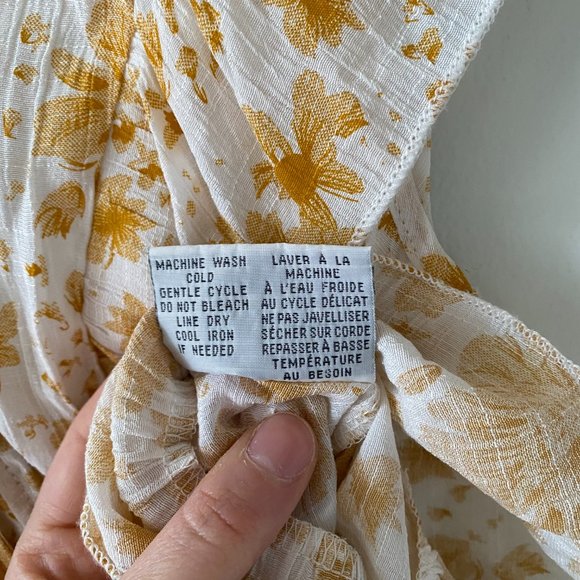 MACHINE WASH
COLD
GENTLE CYCLE
DO NOT BLEACH
LINE DRY
COOL IRON
IF NEEDED
LAVER À LA
MACHINE
À L'EAU FROIDE
AU CYCLE DÉLICAT
NE PAS JAVELLISER
SÉCHER SUR CORDE
REPASSER À BASSE
TEMPÉRATURE
AU BESOIN